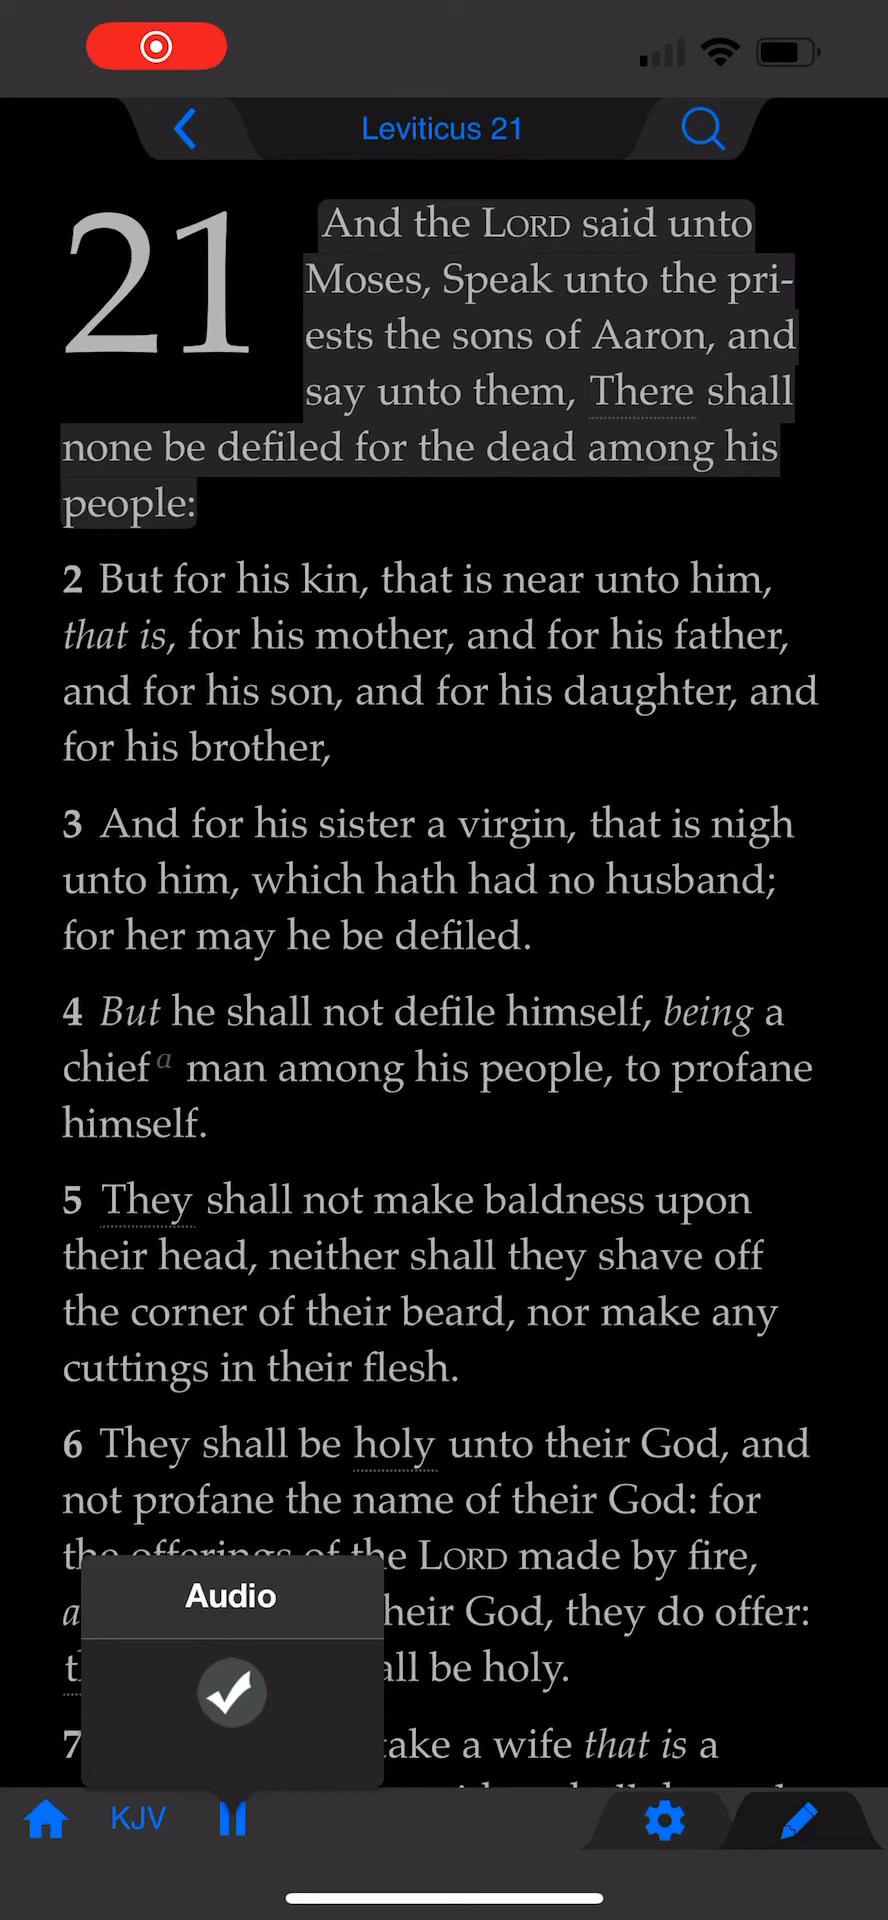 Leviticus 21
21 And the LORD said unto
Moses, Speak unto the pri-
ests the sons of Aaron, and
say unto them, There shall
none be defiled for the dead among his
people:
2 But for his kin, that is near unto him,
that is, for his mother, and for his father,
and for his son, and for his daughter, and
for his brother,
3 And for his sister a virgin, that is nigh
unto him, which hath had no husband;
for her may he be defiled.
4 But he shall not defile himself, being a
chief a man among his people, to profane
himself.
5 They shall not make baldness upon
their head, neither shall they shave off
the corner of their beard, nor make any
cuttings in their flesh.
6 They shall be holy unto their God, and
not profane the name of their God: for
the offerings of the LORD made by fire,
heir God, they do offer:
all be holy.
7 take a wife that is a
Audio
KJV